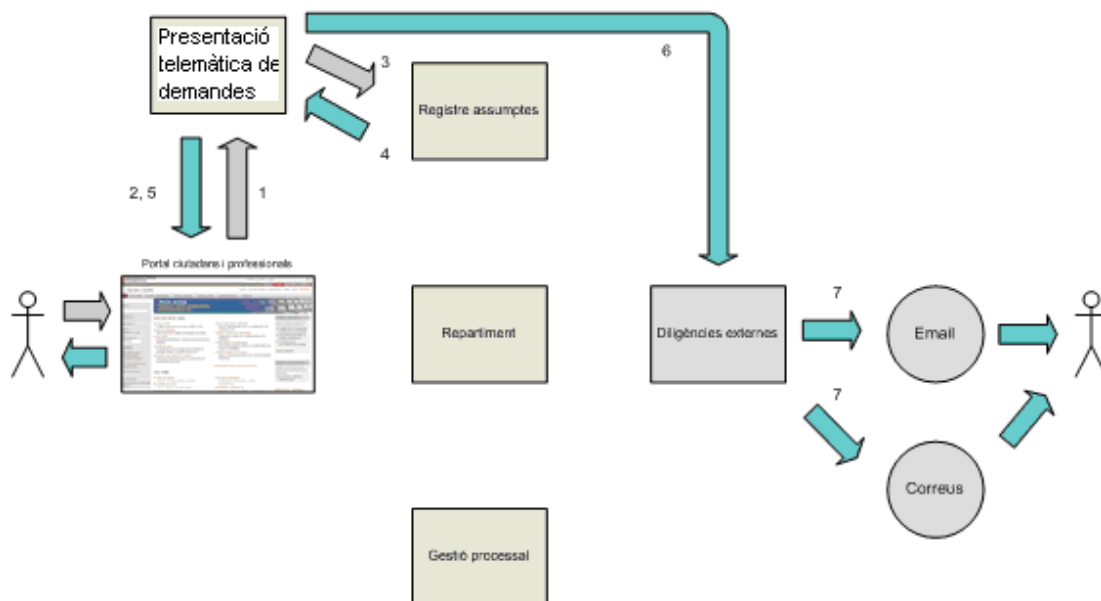 Presentació
telemàtica de
demandes
3
6
Registre assumptes
4
2, 5
1
Portal ciutadans i professionals
7
Repartiment
Diligències externes
Email
7
Correus
Gestió processal